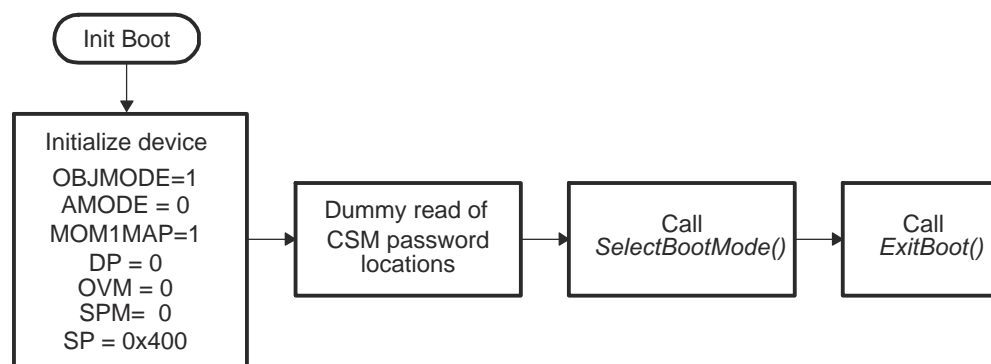 Init Boot
Initialize device
OBJMODE=1
AMODE = 0
MOM1MAP=1
DP = 0
OVM = 0
SPM= 0
SP = 0x400
Dummy read of
CSM password
locations
Call
SelectBootMode()
Call
ExitBoot()